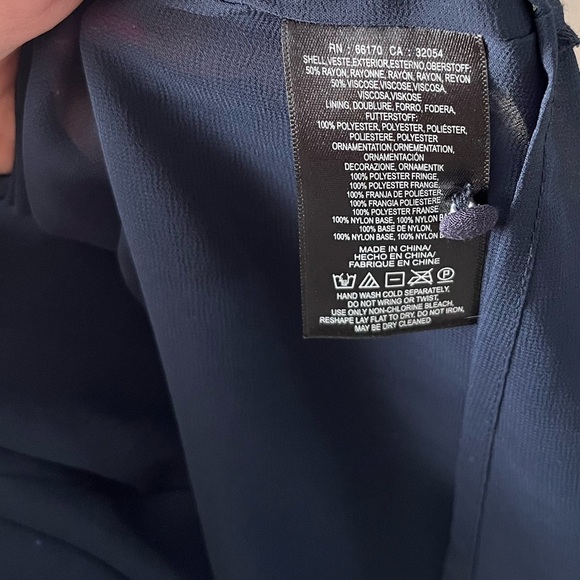 RN : 66170 CA : 32054
SHELL,VESTE,EXTERIOR,ESTERNO,OBERSTOFF:
50% RAYON, RAYONNE, RAYÓN, RAYON, REYON
50% VISCOSE,VISCOSE,VISCOSA,
VISCOSA,VISKOSE
LINING, DOUBLURE, FORRO, FODERA,
FUTTERSTOFF:
100% POLYESTER, POLYESTER, POLIÉSTER,
POLIESTERE, POLYESTER
ORNAMENTATION,ORNEMENTATION,
ORNAMENTACIÓN
DECORAZIONE, ORNAMENTIK
100% POLYESTER FRINGE,
100% POLYESTER FRANGE,
100% FRANJA DE POLIÉSTER,
100% FRANGIA POLIESTERE
100% POLYESTER FRANSE
100% NYLON BASE, 100% NYLON
100% BASE DE NYLON,
100% NYLON BASE, 100% NYLON
MADE IN CHINA/
HECHO EN CHINA/
FABRIQUE EN CHINE
HAND WASH COLD SEPARATELY,
DO NOT WRING OR TWIST,
USE ONLY NON-CHLORINE BLEACH,
RESHAPE LAY FLAT TO DRY, DO NOT IRON,
MAY BE DRY CLEANED